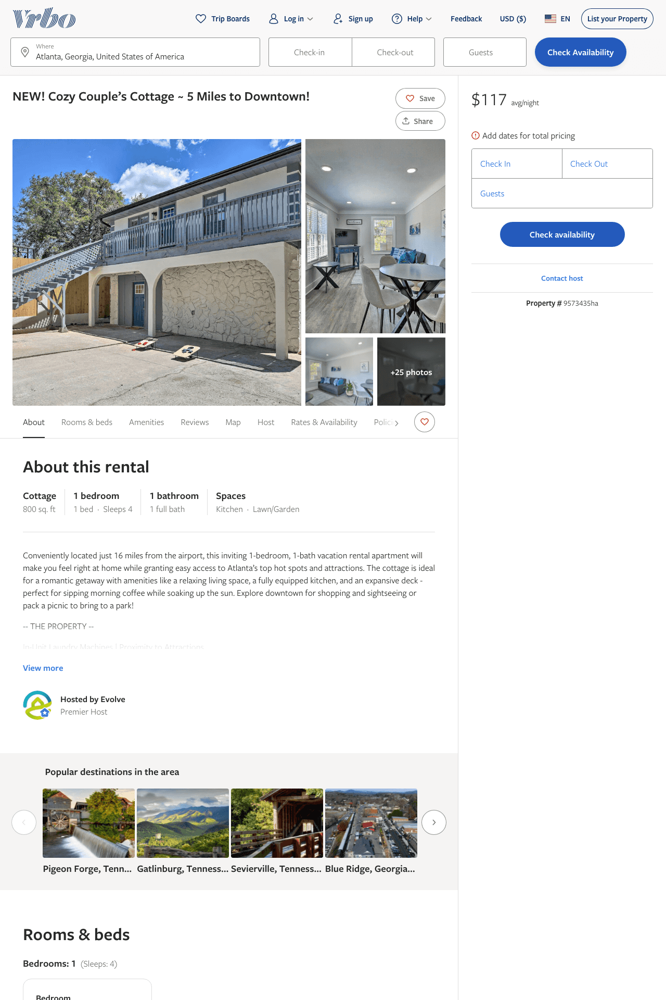 Vrbo
Trip Boards
Log in
Sign up
Help
Feedback
USD ($)
EN
List your Property
Where
Atlanta, Georgia, United States of America
Check-in
Check-out
Guests
Check Availability
NEW! Cozy Couple's Cottage ~ 5 Miles to Downtown!
Save
Share
$117 avg/night
Add dates for total pricing
Check In
Check Out
Guests
Check availability
Contact host
Property # 9573435ha
+25 photos
About
Rooms & beds
Amenities
Reviews
Map
Host
Rates & Availability
Polici
About this rental
Cottage
800 sq. ft
1 bedroom
1 bed · Sleeps 4
1 bathroom
1 full bath
Spaces
Kitchen · Lawn/Garden
Conveniently located just 16 miles from the airport, this inviting 1-bedroom, 1-bath vacation rental apartment will
make you feel right at home while granting easy access to Atlanta's top hot spots and attractions. The cottage is ideal
for a romantic getaway with amenities like a relaxing living space, a fully equipped kitchen, and an expansive deck -
perfect for sipping morning coffee while soaking up the sun. Explore downtown for shopping and sightseeing or
pack a picnic to bring to a park!
-- THE PROPERTY --
In-Unit Laundry Machines | Proximity to Attractions
View more
Hosted by Evolve
Premier Host
Popular destinations in the area
Pigeon Forge, Tenn...
Gatlinburg, Tenness...
Sevierville, Tenness...
Blue Ridge, Georgia...
Rooms & beds
Bedrooms: 1 (Sleeps: 4)
Bedroom